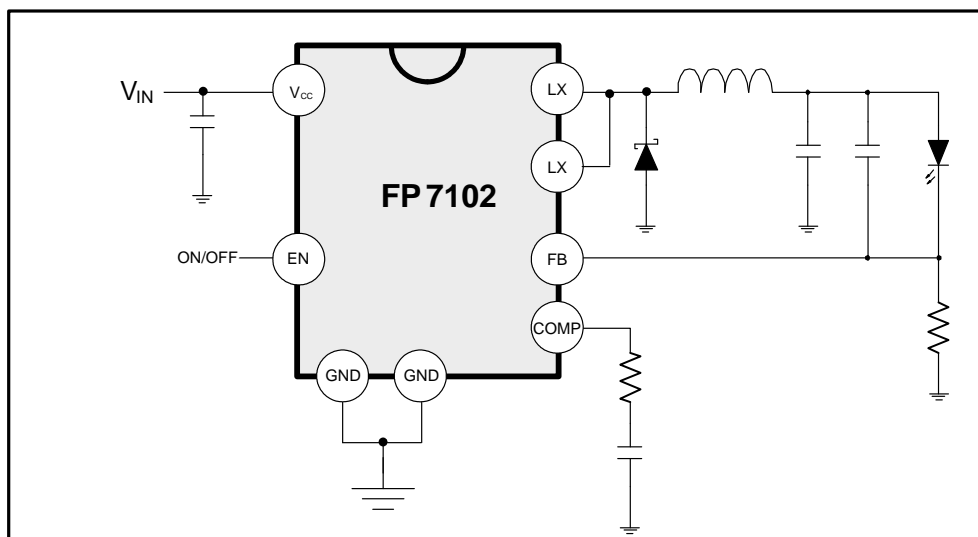 VIN
Vcc
LX
LX
FP7102
ON/OFF
EN
FB
COMP
GND
GND